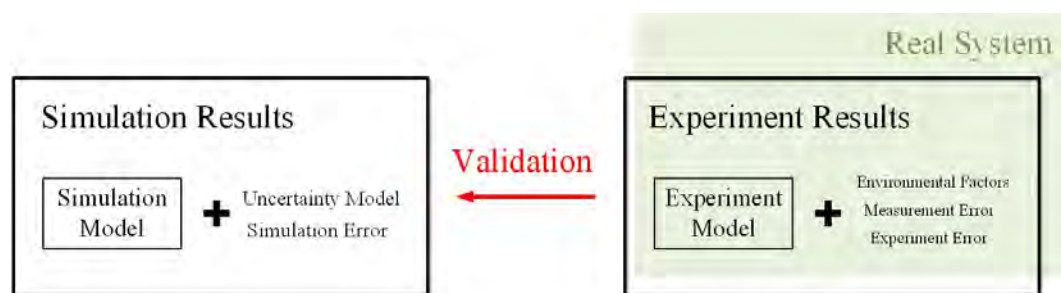 Real System
Simulation Results
Experiment Results
Validation
Simulation
Model
Uncertainty Model
Simulation Error
Experiment
Model
Environmental Factors
Measurement Error
Experiment Error